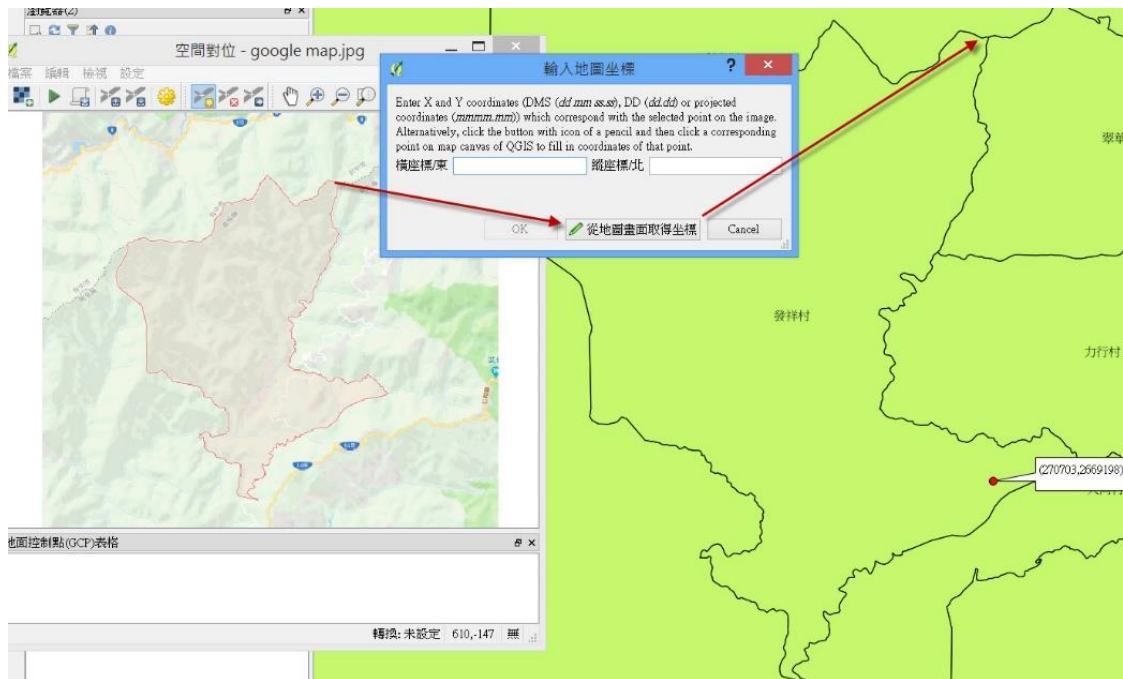 瀏覽器(2)
空間對位 - google map.jpg
檔案 編輯 檢視 設定
輸入地圖坐標
Enter X and Y coordinates (DMS (dd mm ss.ss), DD (dd.dd) or projected
coordinates (mmmm.mm)) which correspond with the selected point on the image.
Alternatively, click the button with icon of a pencil and then click a corresponding
point on map canvas of QGIS to fill in coordinates of that point.
橫座標/東 縱座標/北
OK 從地圖畫面取得坐標 Cancel
發祥村
力行村
(270703,2669198)
地面控制點(GCP)表格
轉換: 未設定 610,-147 無